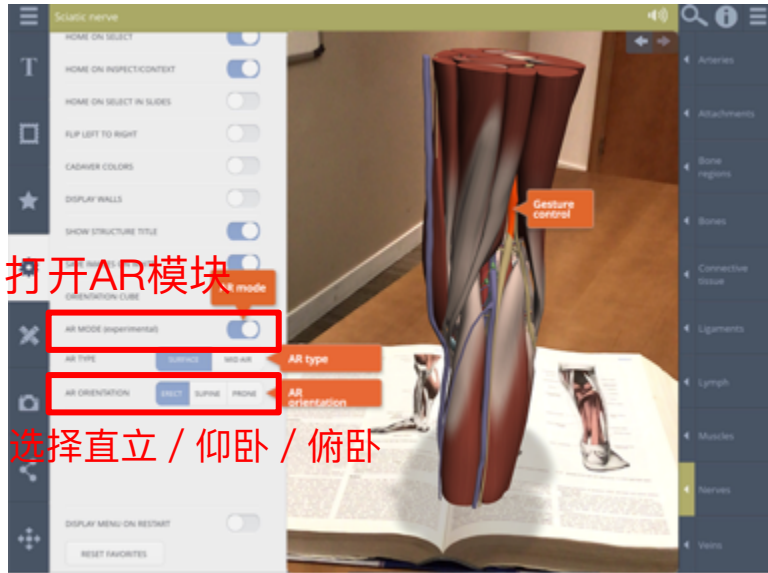 Sciatic nerve
HOME ON SELECT
HOME ON INSPECT/CONTEXT
HOME ON SELECT IN SLIDES
FLIP LEFT TO RIGHT
CADAVER COLORS
DISPLAY WALLS
SHOW STRUCTURE TITLE
打开AR模块
AR mode
ORIENTATION CUBE
AR MODE (experimental)
AR TYPE
SURFACE
MID-AIR
AR type
AR ORIENTATION
ERECT
SUPINE
PRONE
AR
orientation
选择直立 / 仰卧 / 俯卧
DISPLAY MENU ON RESTART
RESET FAVORITES
Gesture
control
Arteries
Attachments
Bone
regions
Bones
Connective
tissue
Ligaments
Lymph
Muscles
Nerves
Veins